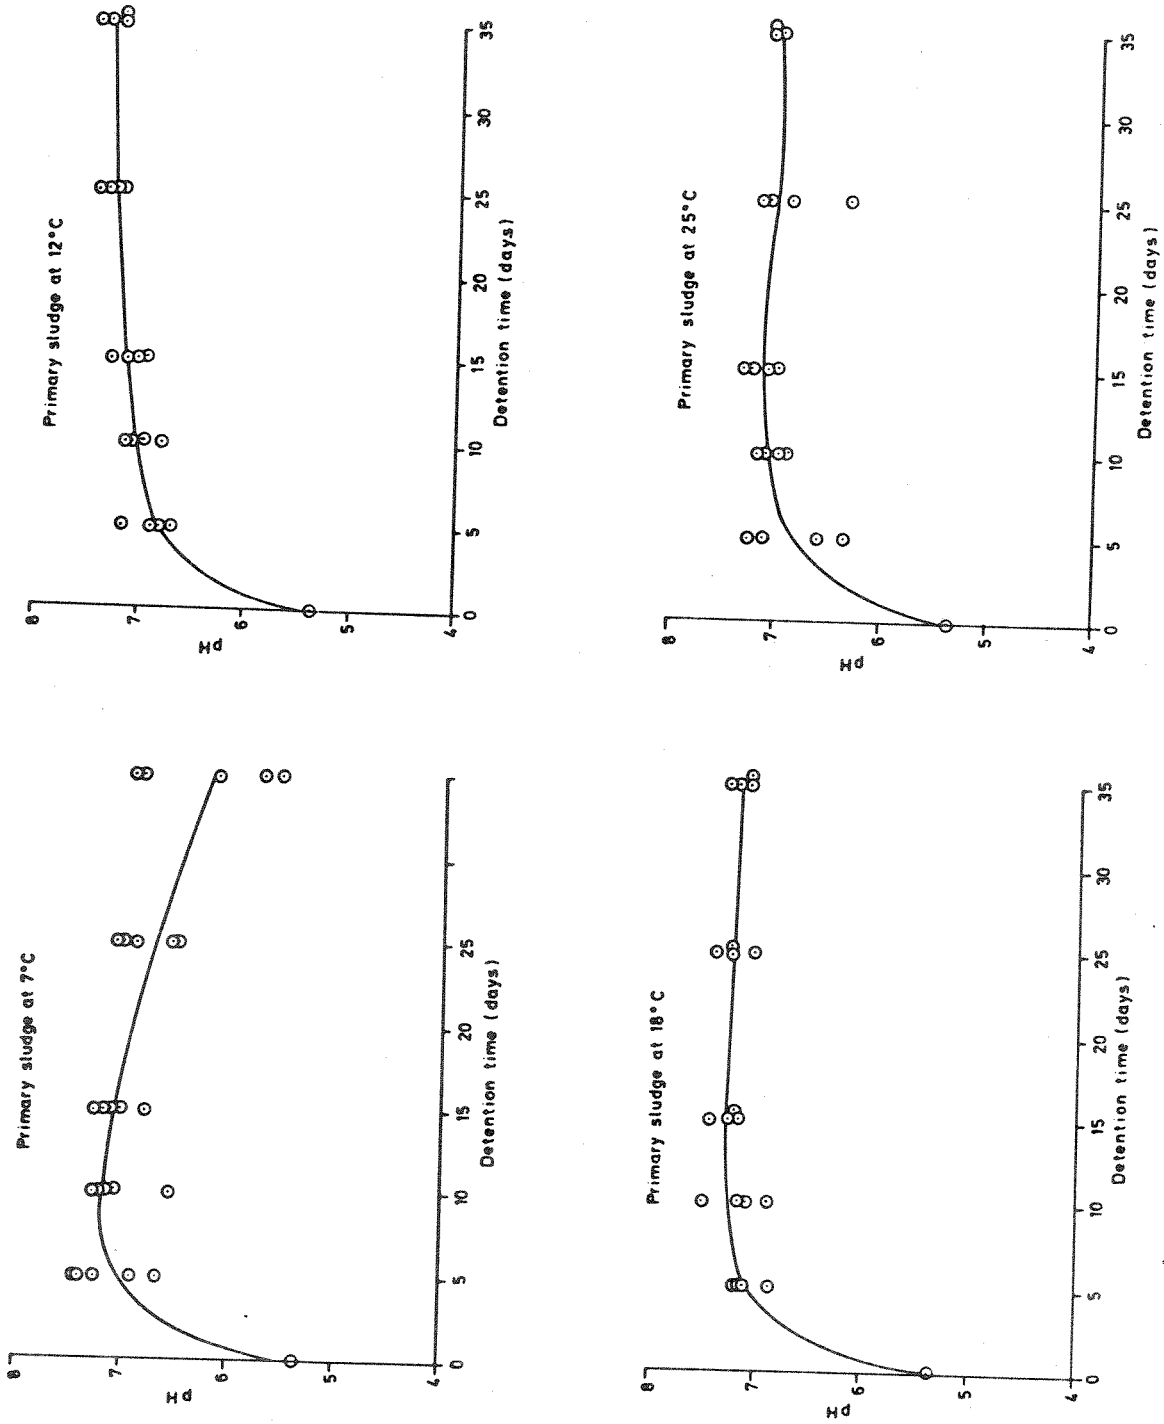 Primary sludge at 7°C
8
7
6
5
4
pH
0 5 10 15 20 25
Detention time (days)
Primary sludge at 12°C
8
7
6
5
4
pH
0 5 10 15 20 25 30 35
Detention time (days)
Primary sludge at 18°C
8
7
6
5
4
pH
0 5 10 15 20 25 30 35
Detention time (days)
Primary sludge at 25°C
8
7
6
5
4
pH
0 5 10 15 20 25 30 35
Detention time (days)